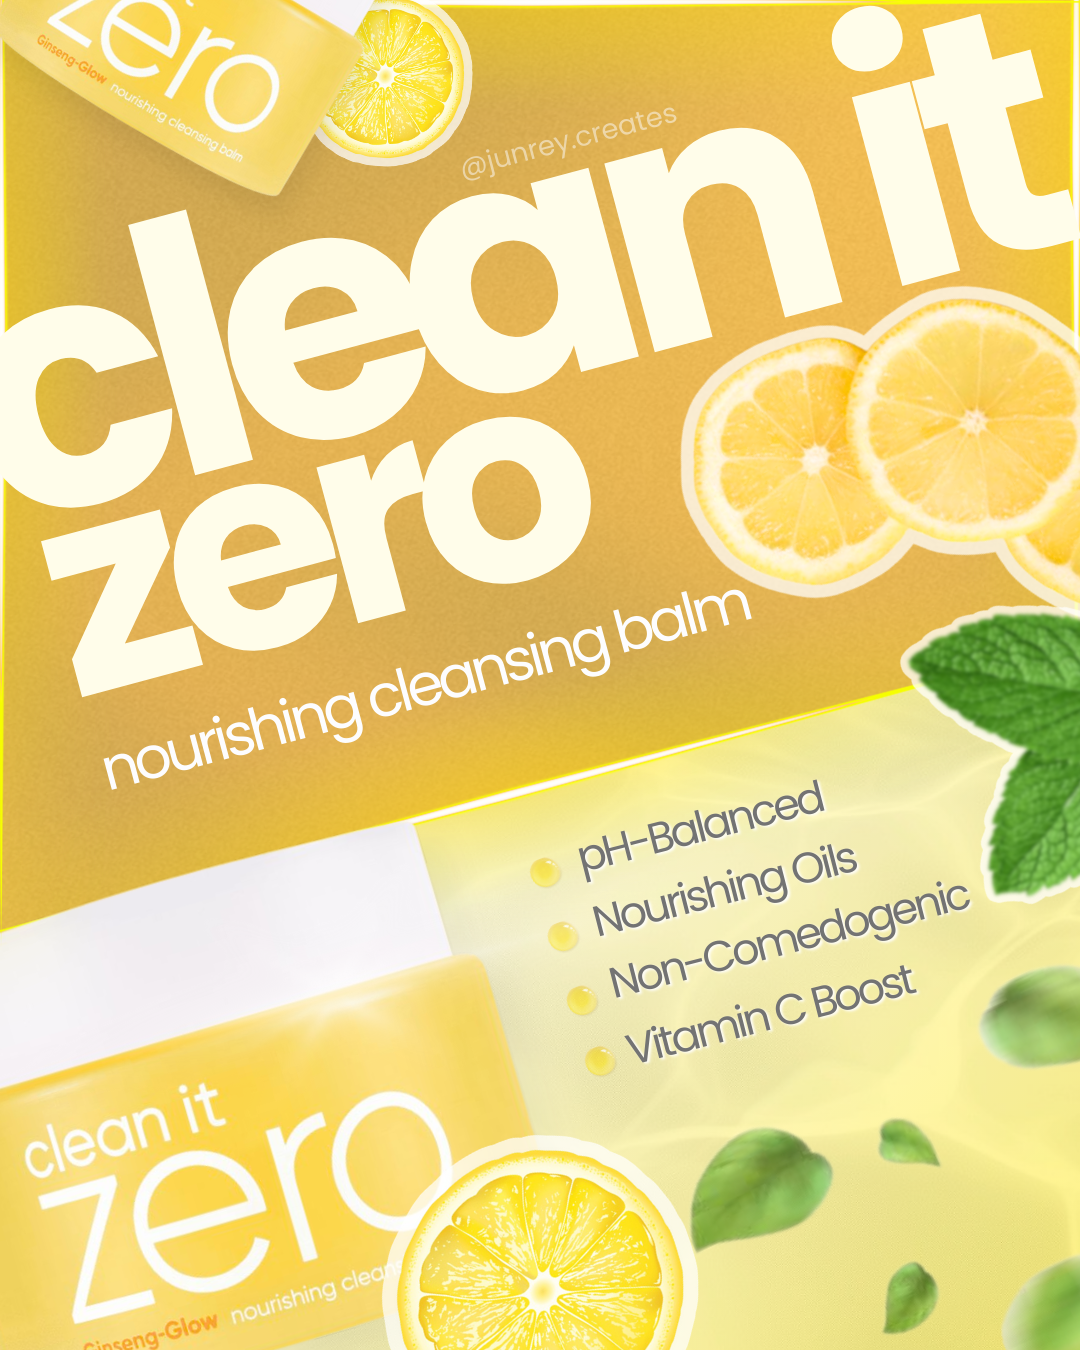 zero
Ginseng-Glow nourishing cleansing balm
@junrey.creates
clean it
zero
nourishing cleansing balm
pH-Balanced
Nourishing Oils
Non-Comedogenic
Vitamin C Boost
clean it
zero
Ginseng-Glow nourishing clean